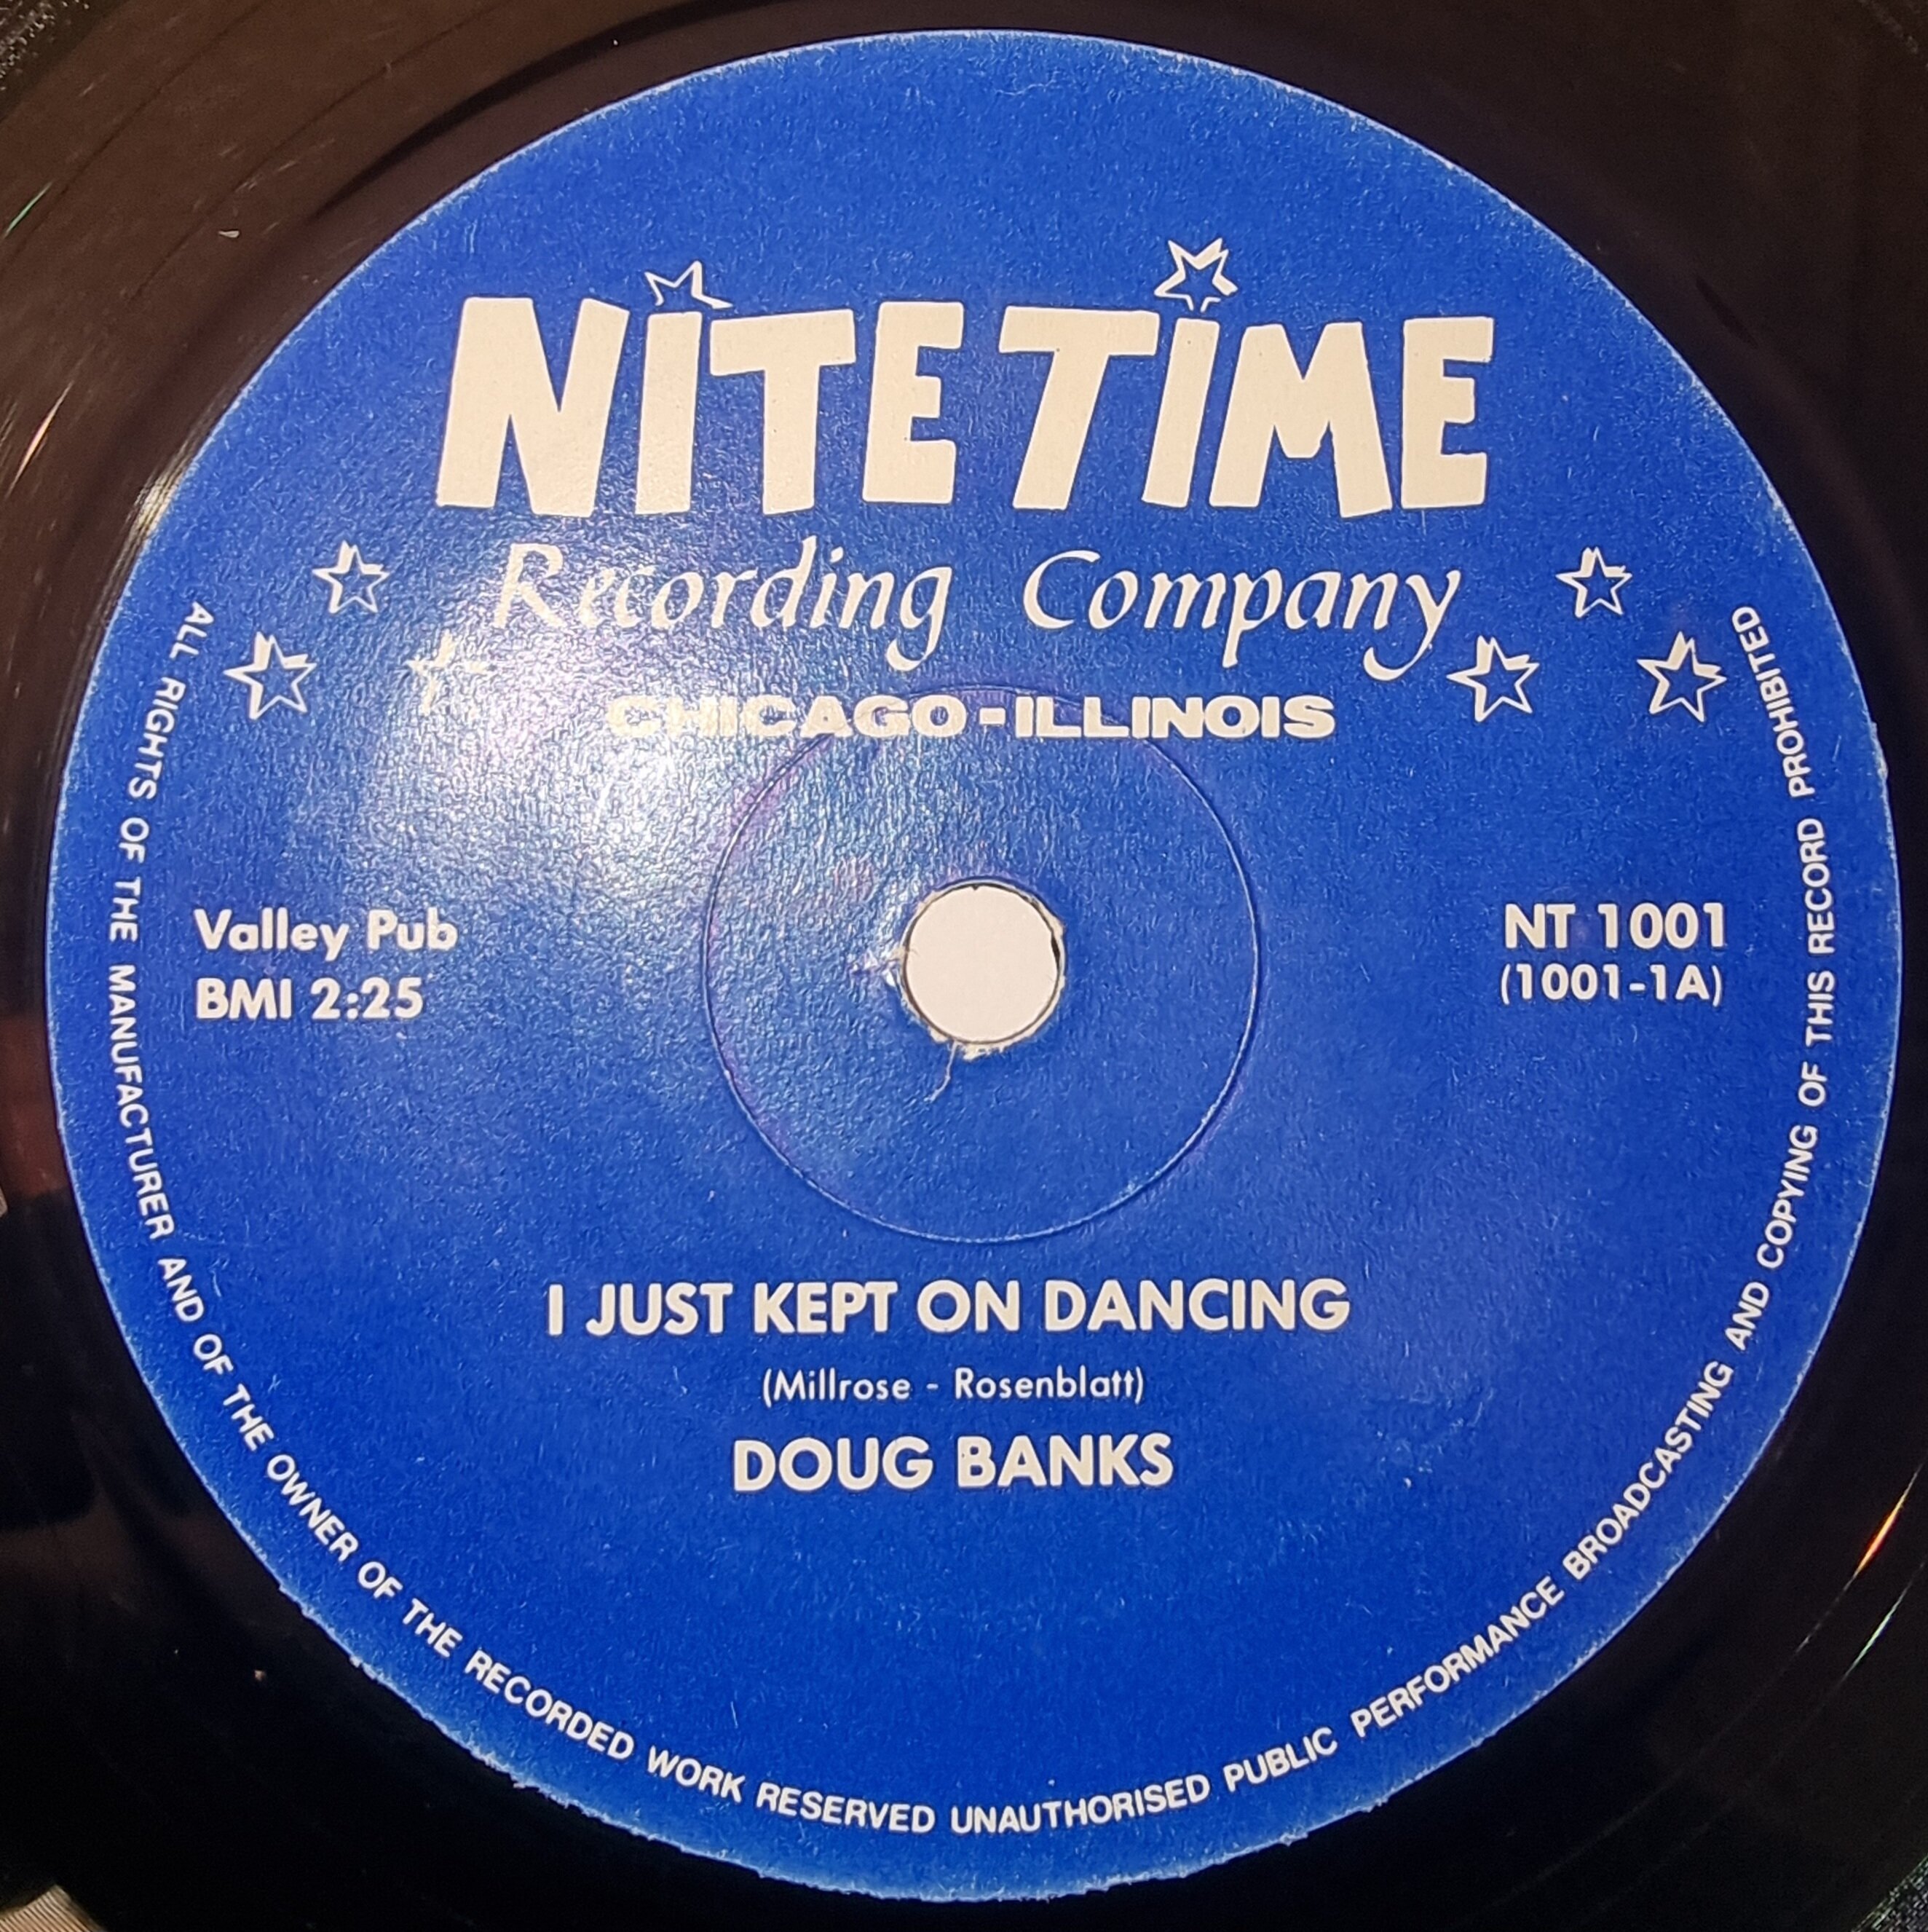 NITE TIME
Recording Company
CHICAGO-ILLINOIS
Valley Pub
BMI 2:25
NT 1001
(1001-1A)
I JUST KEPT ON DANCING
(Millrose - Rosenblatt)
DOUG BANKS
ALL RIGHTS OF THE MANUFACTURER AND OF THE OWNER OF THE RECORDED WORK RESERVED UNAUTHORISED PUBLIC PERFORMANCE BROADCASTING AND COPYING OF THIS RECORD PROHIBITED